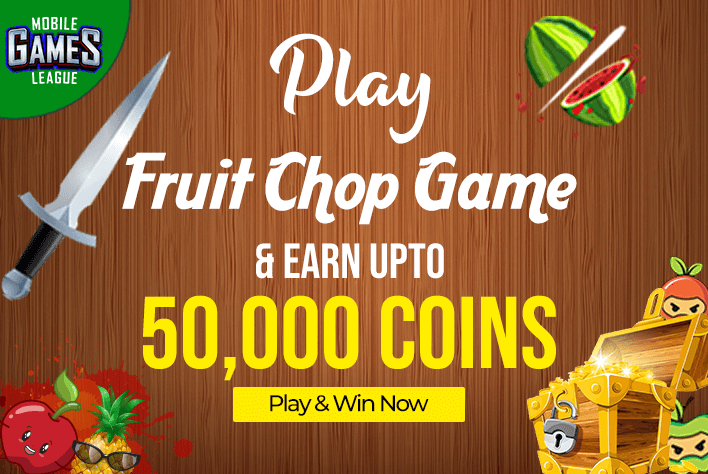 MOBILE
GAMES
LEAGUE
Play
Fruit Chop Game
& EARN UPTO
50,000 COINS
Play & Win Now